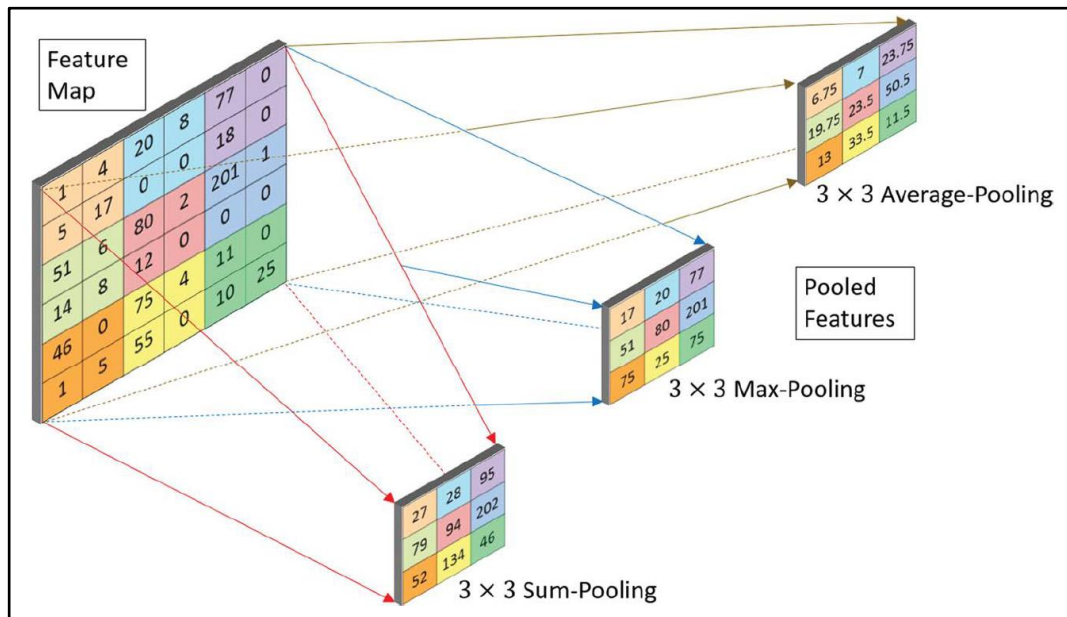 Feature
Map
1 4 20 8 77 0
5 17 0 0 18 0
51 6 80 2 201 1
14 8 12 0 0 0
46 0 75 4 11 0
1 5 55 0 10 25
6.75 7 23.75
19.75 23.5 50.5
13 33.5 11.5
3 × 3 Average-Pooling
17 20 77
51 80 201
75 25 75
3 × 3 Max-Pooling
Pooled
Features
27 28 95
79 94 202
52 134 46
3 × 3 Sum-Pooling